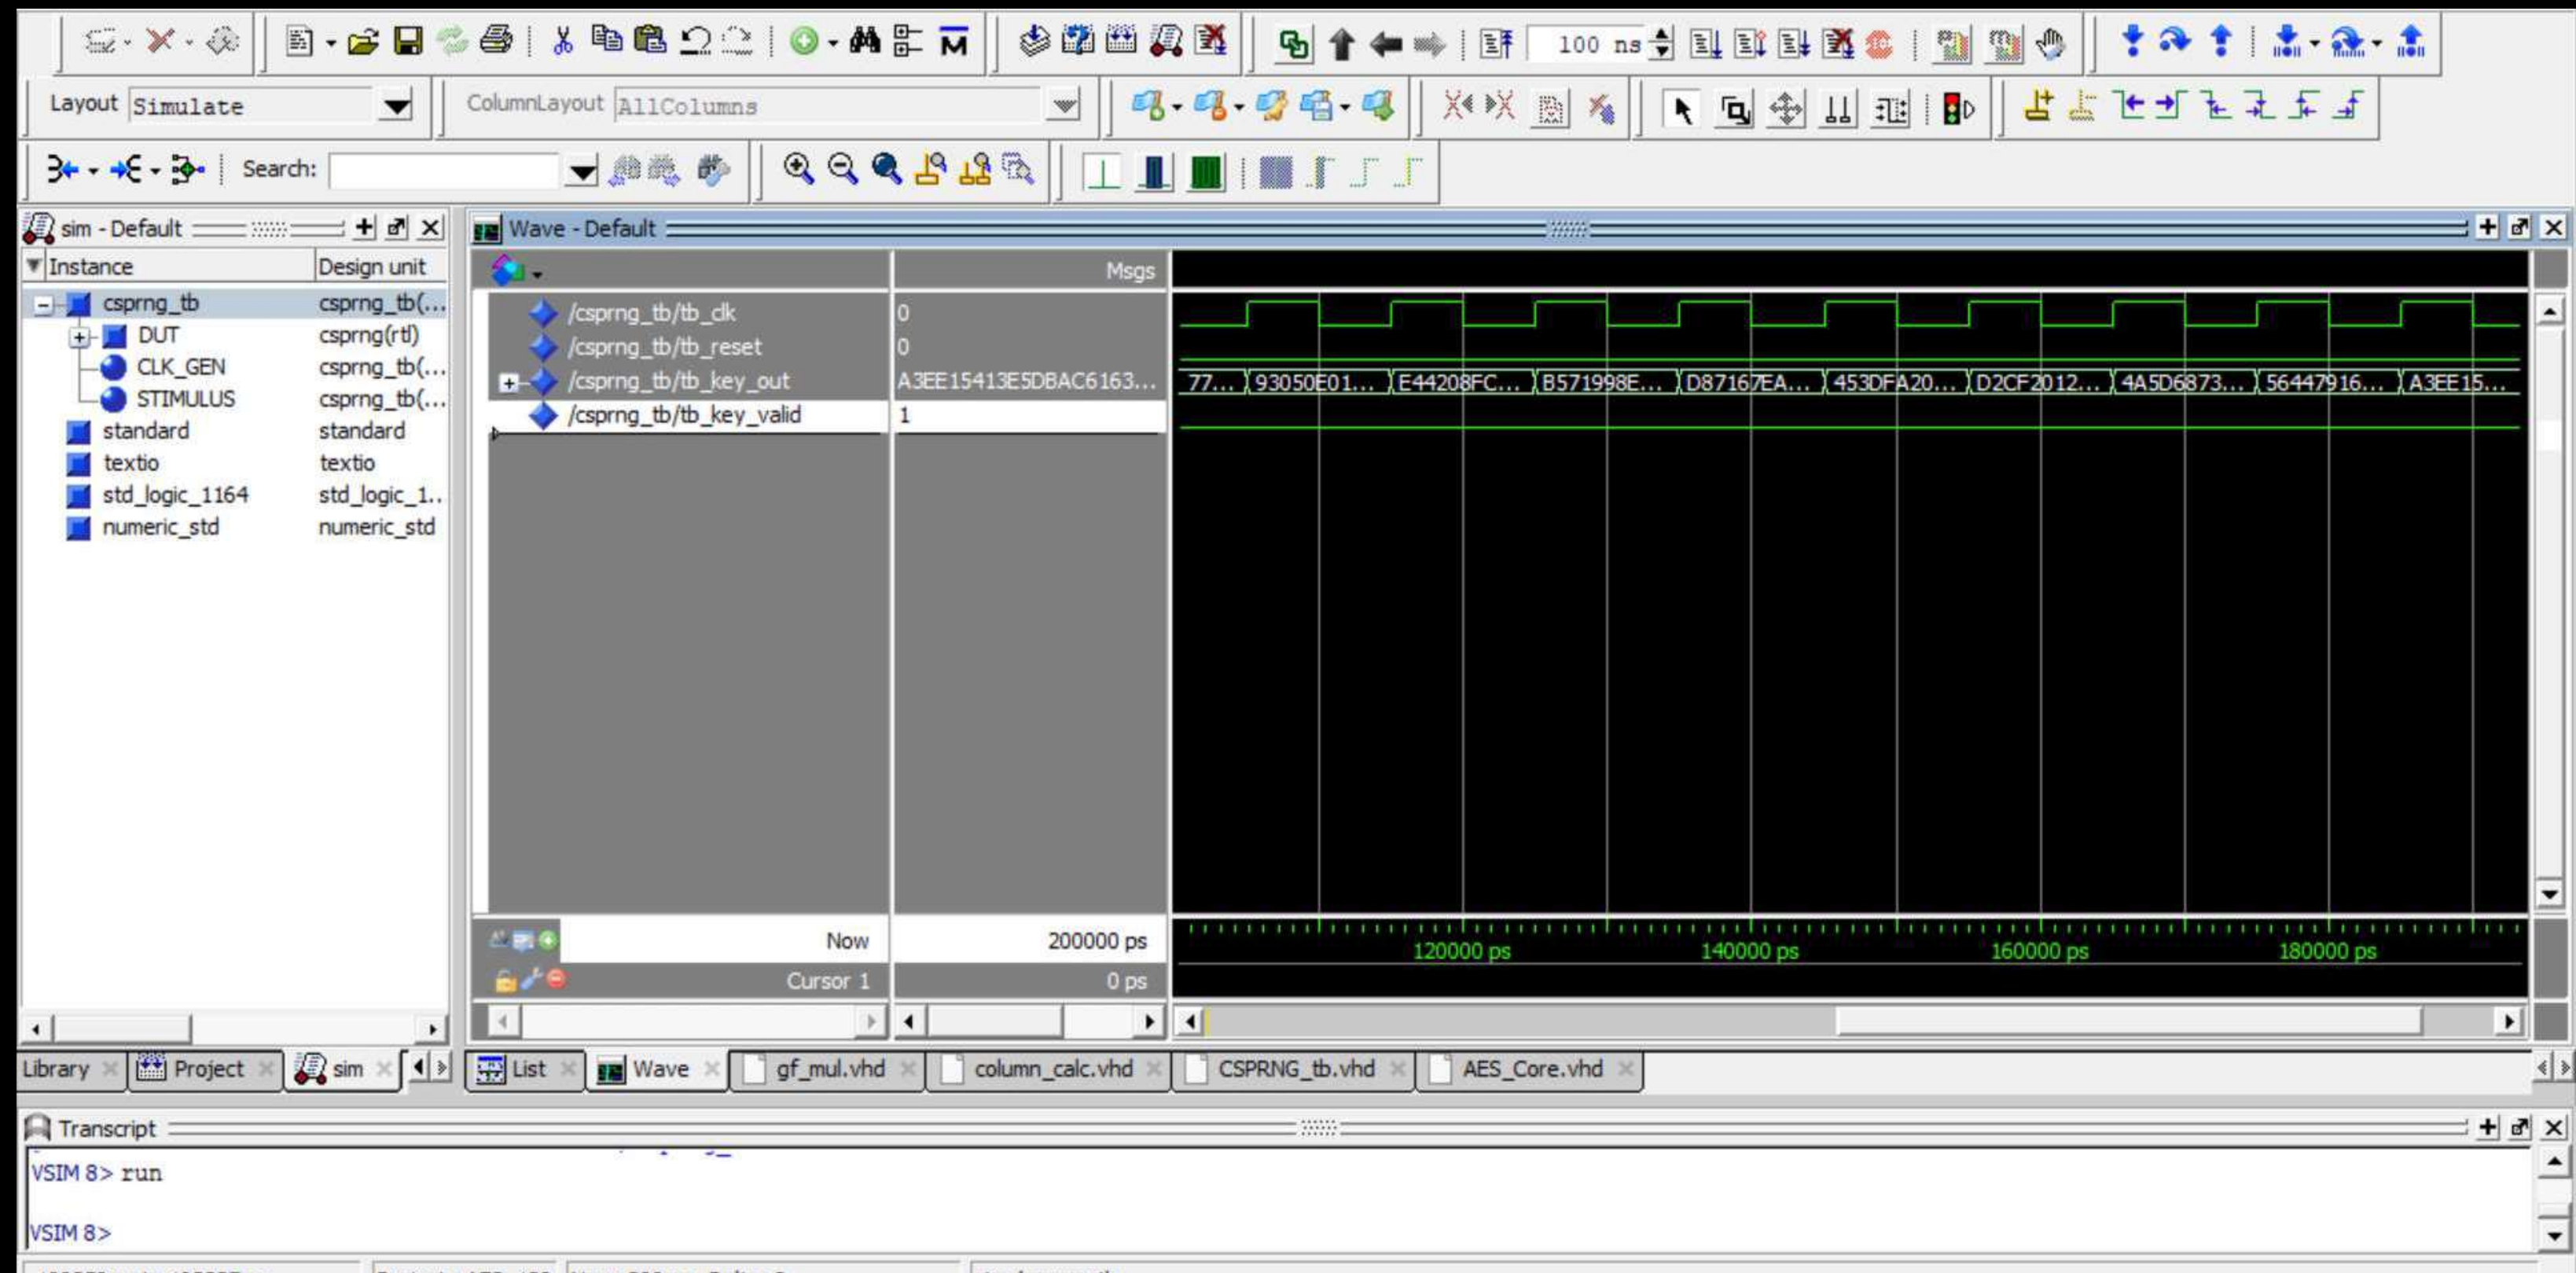 100 ns
Layout Simulate
ColumnLayout AllColumns
Search:
sim - Default
Instance Design unit
csprng_tb csprng_tb(...
DUT csprng(rtl)
CLK_GEN csprng_tb(...
STIMULUS csprng_tb(...
standard standard
textio textio
std_logic_1164 std_logic_1..
numeric_std numeric_std
Wave - Default
Msgs
/csprng_tb/tb_clk 0
/csprng_tb/tb_reset 0
/csprng_tb/tb_key_out A3EE15413E5DBAC6163... 77... 93050E01... E44208FC... B571998E... D87167EA... 453DFA20... D2CF2012... 4A5D6873... 56447916... A3EE15...
/csprng_tb/tb_key_valid 1
Now 200000 ps
120000 ps 140000 ps 160000 ps 180000 ps
Cursor 1 0 ps
Library Project sim
List Wave gf_mul.vhd column_calc.vhd CSPRNG_tb.vhd AES_Core.vhd
Transcript
VSIM 8> run
VSIM 8>